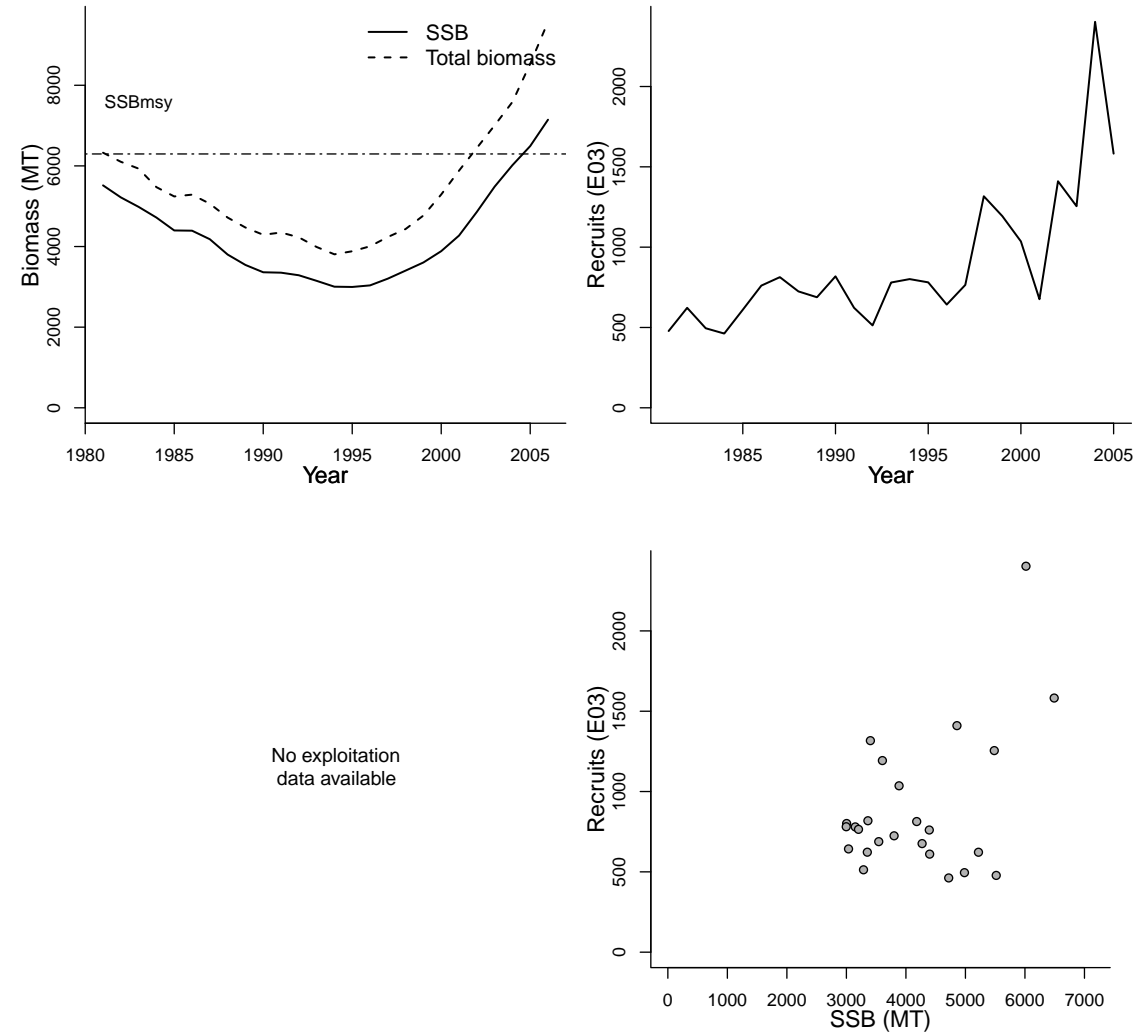 SSB
Total biomass
SSBmsy
Biomass (MT)
0
2000
4000
6000
8000
1980 1985 1990 1995 2000 2005
Year
Recruits (E03)
0
500
1000
1500
2000
1985 1990 1995 2000 2005
Year
No exploitation
data available
Recruits (E03)
0
500
1000
1500
2000
0 1000 2000 3000 4000 5000 6000 7000
SSB (MT)